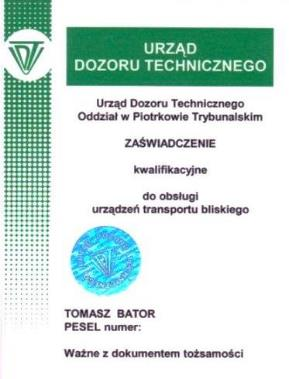 URZĄD
DOZORU TECHNICZNEGO
Urząd Dozoru Technicznego
Oddział w Piotrkowie Trybunalskim
ZAŚWIADCZENIE
kwalifikacyjne
do obsługi
urządzeń transportu bliskiego
TOMASZ BATOR
PESEL numer:
Ważne z dokumentem tożsamości